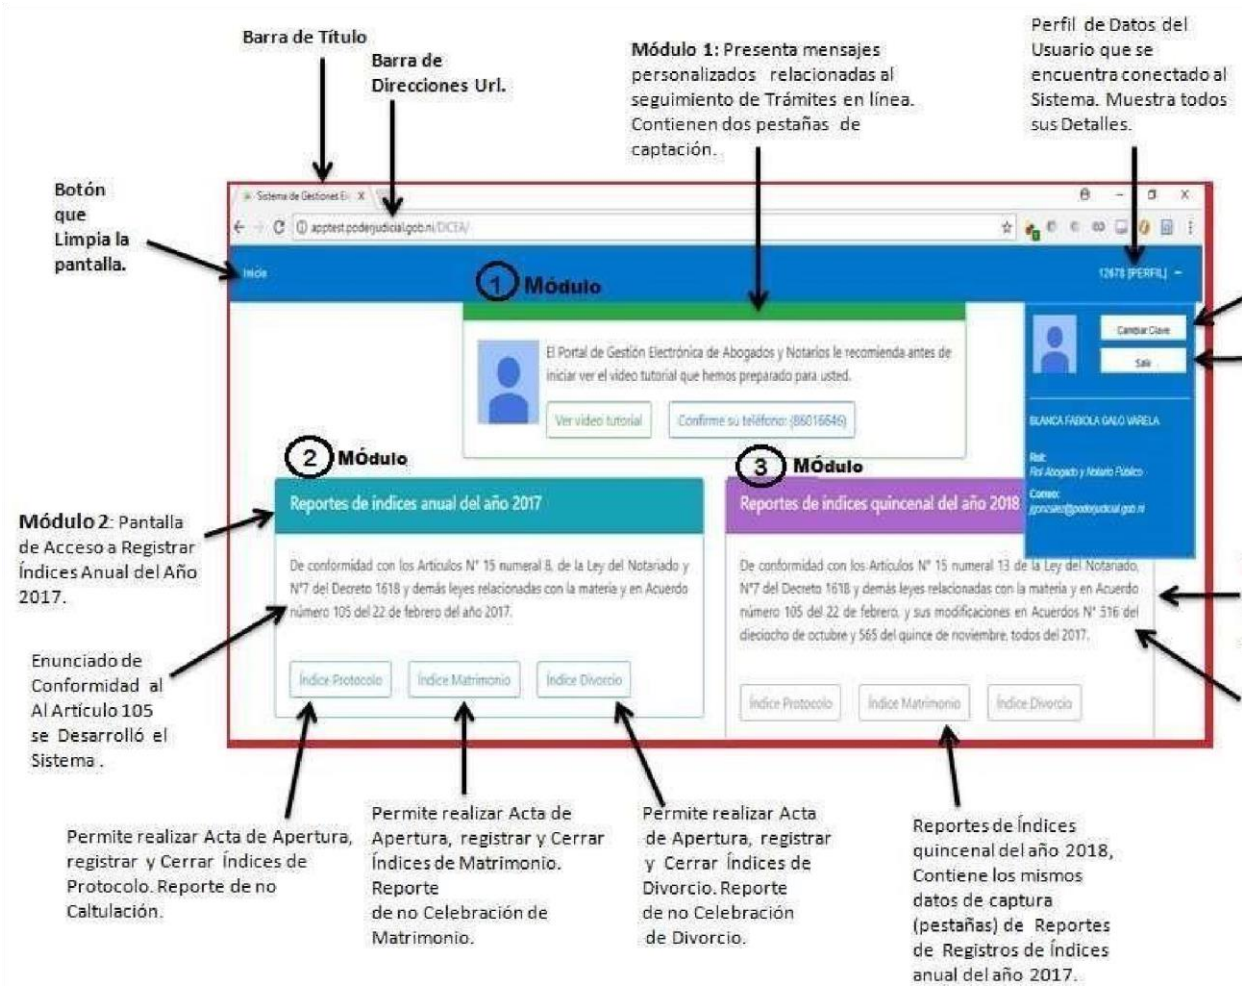 Barra de Título
Barra de
Direcciones Url.
Módulo 1: Presenta mensajes
personalizados relacionadas al
seguimiento de Trámites en línea.
Contienen dos pestañas de
captación.
Perfil de Datos del
Usuario que se
encuentra conectado al
Sistema. Muestra todos
sus Detalles.
Botón
que
Limpia la
pantalla.
Sistema de Gestiones El X
apptest.poderjudicial.gob.ni/DICEA/
Inicio
12678 [PERFIL]
1 Módulo
El Portal de Gestión Electrónica de Abogados y Notarios le recomienda antes de
iniciar ver el video tutorial que hemos preparado para usted.
Ver video tutorial
Confirme su teléfono: (86016646)
Cambiar Clave
Salir
BLANCA FABIOLA GALO VARELA
Rol:
Rol Abogado y Notario Público
Correo:
jgonzalez@poderjudicial.gob.ni
2 MÓdulo
Reportes de índices anual del año 2017
De conformidad con los Artículos N° 15 numeral 8, de la Ley del Notariado y
N°7 del Decreto 1618 y demás leyes relacionadas con la materia y en Acuerdo
número 105 del 22 de febrero del año 2017.
Índice Protocolo
Índice Matrimonio
Índice Divorcio
3 MÓdulo
Reportes de índices quincenal del año 2018
De conformidad con los Artículos N° 15 numeral 13 de la Ley del Notariado,
N°7 del Decreto 1618 y demás leyes relacionadas con la materia y en Acuerdo
número 105 del 22 de febrero, y sus modificaciones en Acuerdos N° 516 del
dieciocho de octubre y 565 del quince de noviembre, todos del 2017.
Índice Protocolo
Índice Matrimonio
Índice Divorcio
Módulo 2: Pantalla
de Acceso a Registrar
Índices Anual del Año
2017.
Enunciado de
Conformidad al
Al Artículo 105
se Desarrolló el
Sistema .
Permite realizar Acta de Apertura,
registrar y Cerrar Índices de
Protocolo. Reporte de no
Caltulación.
Permite realizar Acta de
Apertura, registrar y Cerrar
Índices de Matrimonio.
Reporte
de no Celebración de
Matrimonio.
Permite realizar Acta
de Apertura, registrar
y Cerrar Índices de
Divorcio. Reporte
de no Celebración
de Divorcio.
Reportes de Índices
quincenal del año 2018,
Contiene los mismos
datos de captura
(pestañas) de Reportes
de Registros de Índices
anual del año 2017.